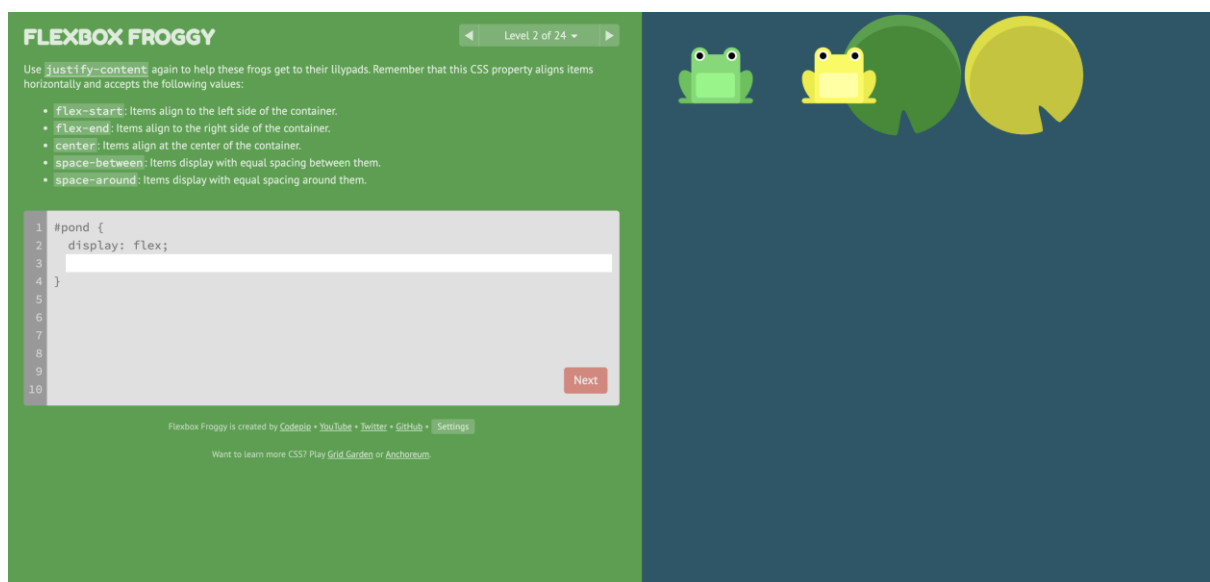 FLEXBOX FROGGY
Level 2 of 24
Use justify-content again to help these frogs get to their lilypads. Remember that this CSS property aligns items
horizontally and accepts the following values:
• flex-start: Items align to the left side of the container.
• flex-end: Items align to the right side of the container.
• center: Items align at the center of the container.
• space-between: Items display with equal spacing between them.
• space-around: Items display with equal spacing around them.
1 #pond {
2 display: flex;
3
4 }
5
6
7
8
9
10
Next
Flexbox Froggy is created by Codepip • YouTube • Twitter • GitHub • Settings
Want to learn more CSS? Play Grid Garden or Anchoreum.